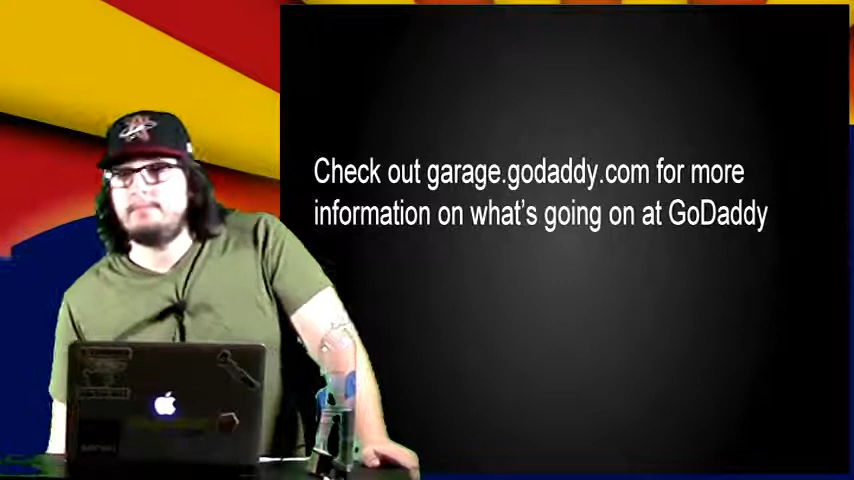 Check out garage.godaddy.com for more
information on what's going on at GoDaddy